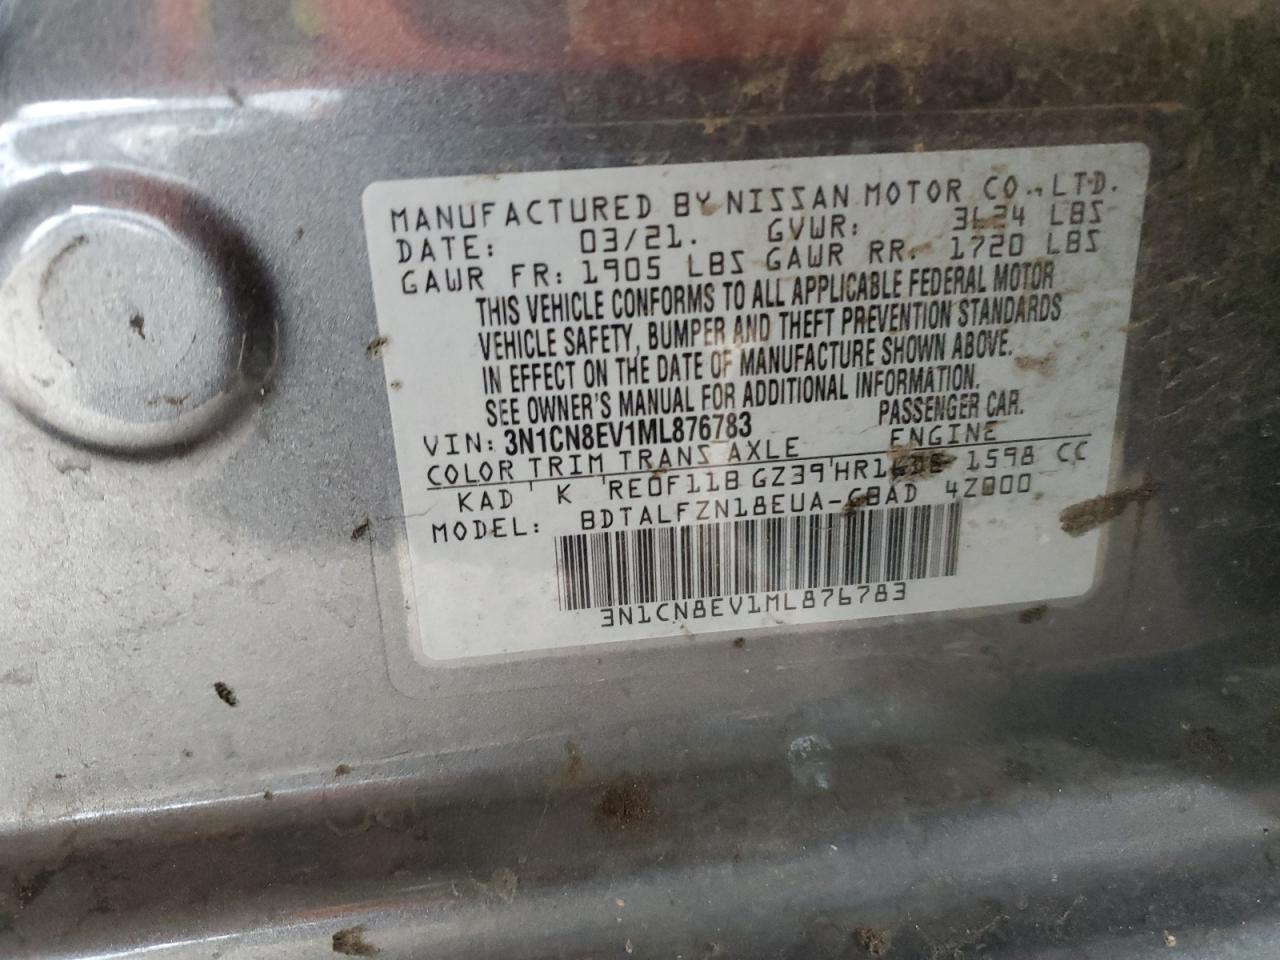 MANUFACTURED BY NISSAN MOTOR CO., LTD.
DATE: 03/21. GVWR: LBS
GAWR FR: 1905 LBS GAWR RR. 1720 LBS
THIS VEHICLE CONFORMS TO ALL APPLICABLE FEDERAL MOTOR
VEHICLE SAFETY, BUMPER AND THEFT PREVENTION STANDARDS
IN EFFECT ON THE DATE OF MANUFACTURE SHOWN ABOVE.
SEE OWNER'S MANUAL FOR ADDITIONAL INFORMATION.
VIN: 3N1CN8EV1ML876783 PASSENGER CAR.
COLOR TRIM TRANS AXLE ENGINE
KAD K RE0F11B GZ39 1598 CC
MODEL: 
3N1CN8EV1ML876783